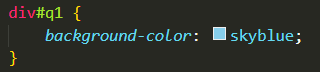 div#q1 {
    background-color: skyblue;
}